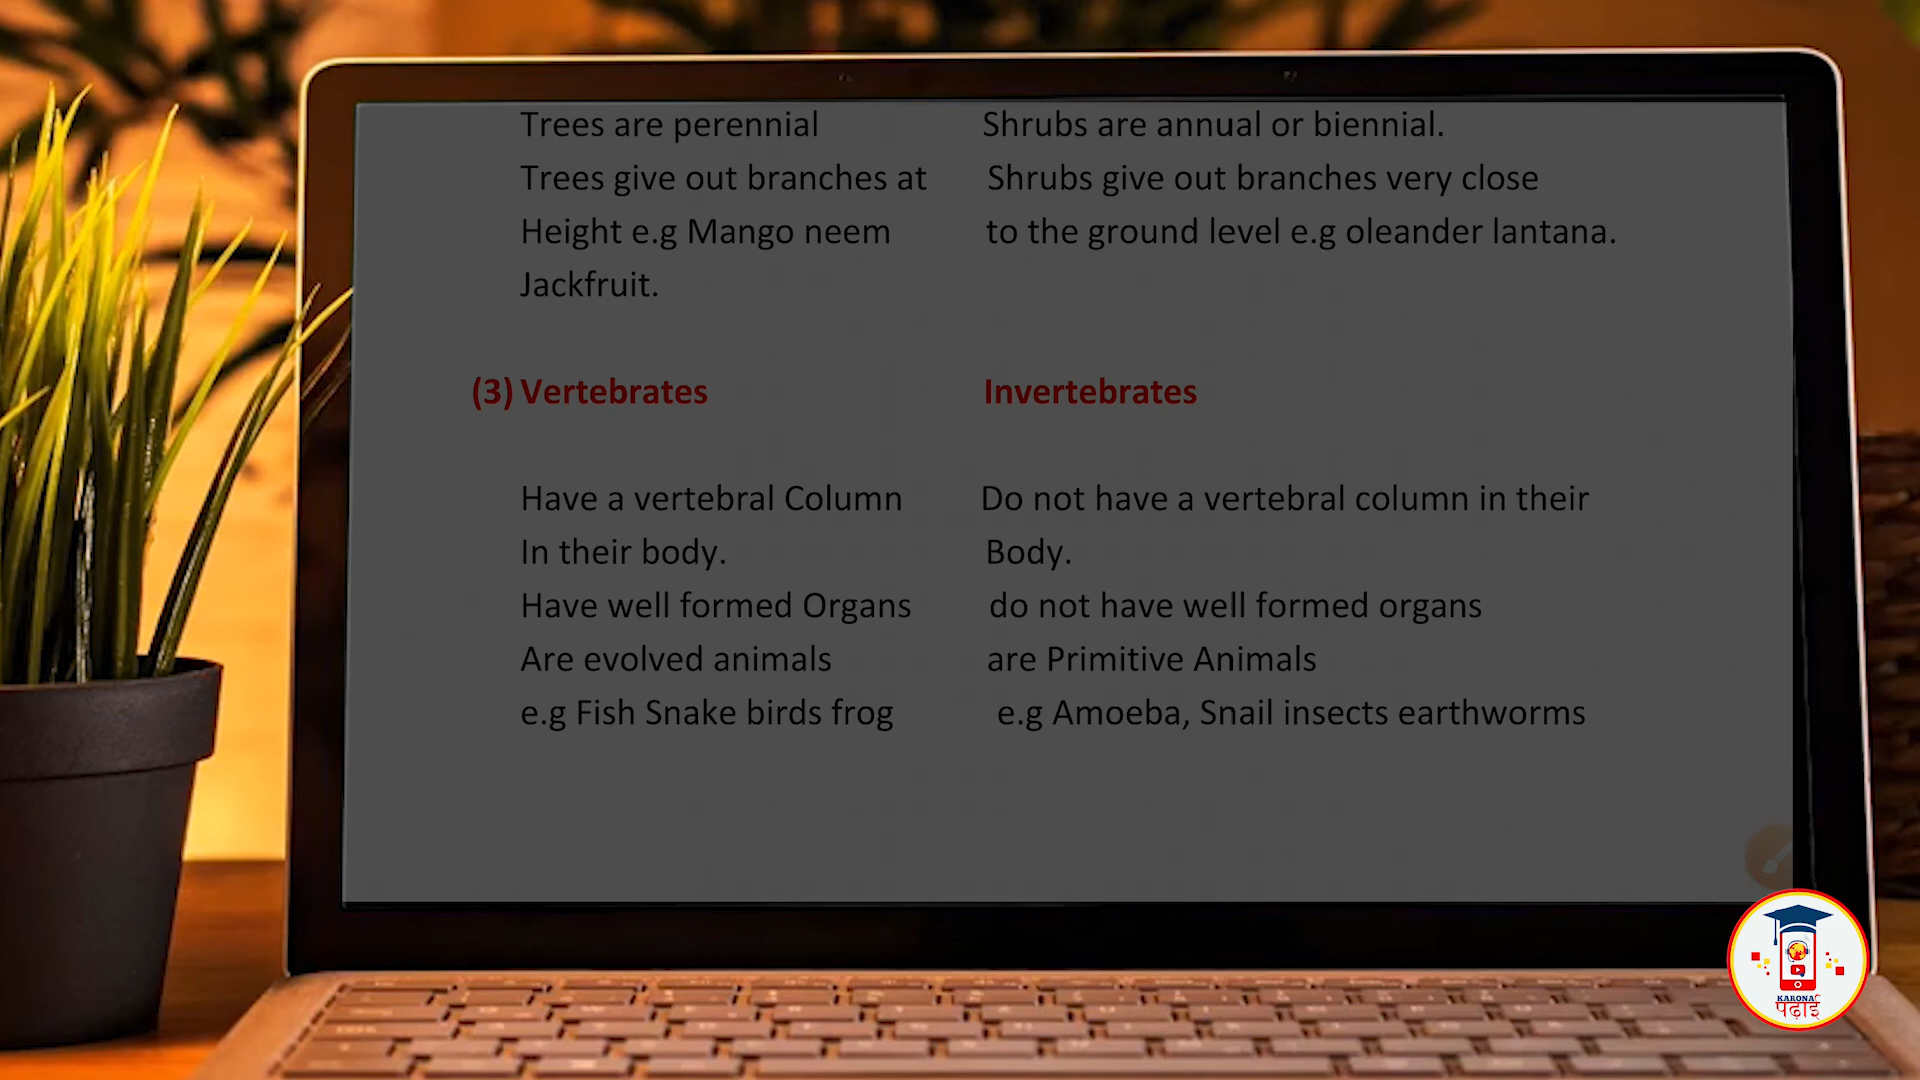 Trees are perennial Shrubs are annual or biennial.
Trees give out branches at Shrubs give out branches very close
Height e.g Mango neem to the ground level e.g oleander lantana.
Jackfruit.
(3) Vertebrates Invertebrates
Have a vertebral Column Do not have a vertebral column in their
In their body. Body.
Have well formed Organs do not have well formed organs
Are evolved animals are Primitive Animals
e.g Fish Snake birds frog e.g Amoeba, Snail insects earthworms
KARONA
पढ़ाई